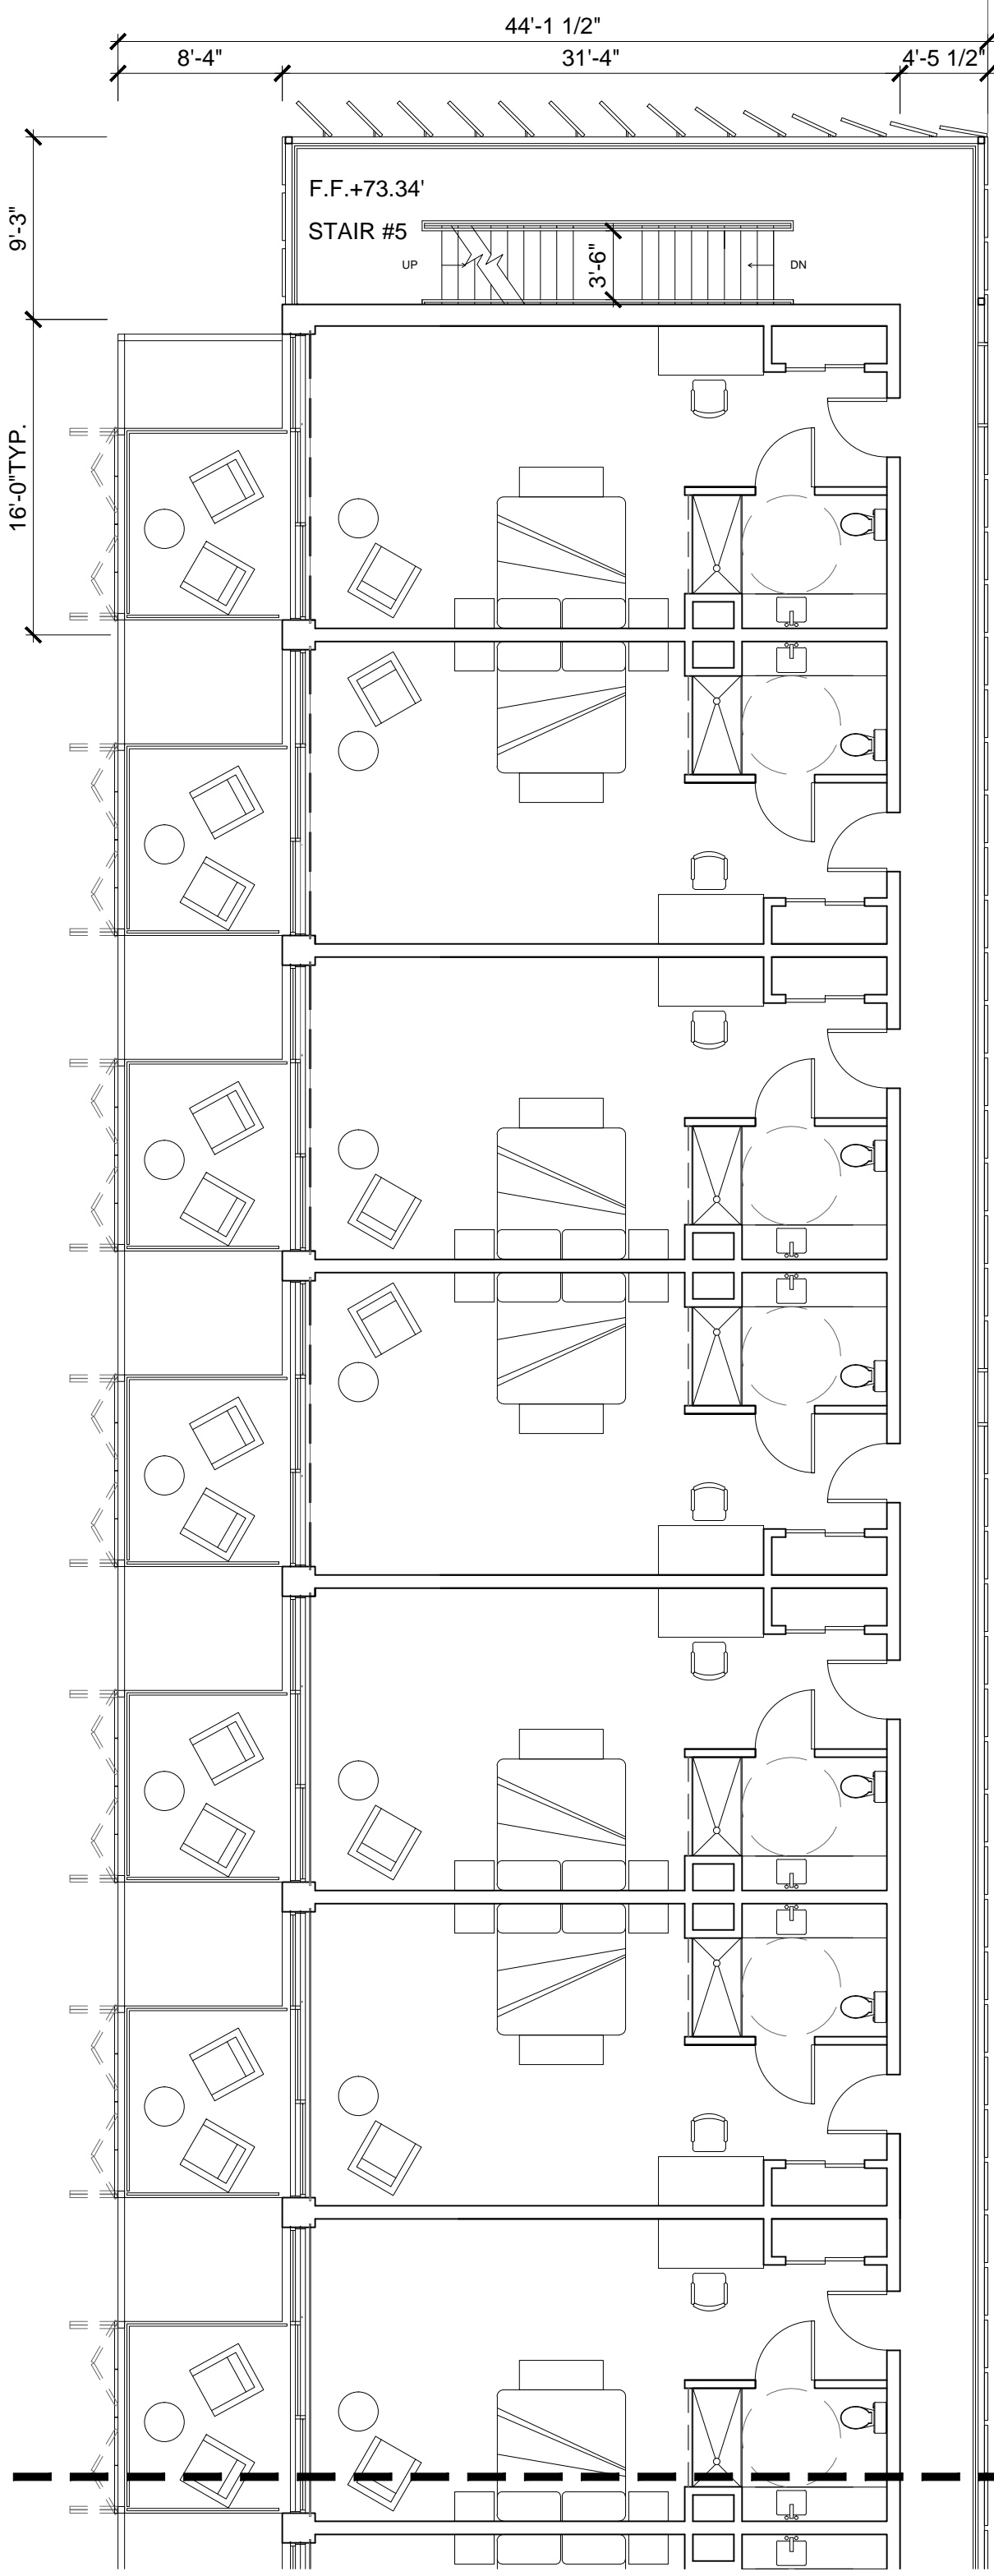 44'-1 1/2"
8'-4"
31'-4"
4'-5 1/2"
9'-3"
F.F.+73.34'
STAIR #5
UP
3'-6"
DN
16'-0"TYP.